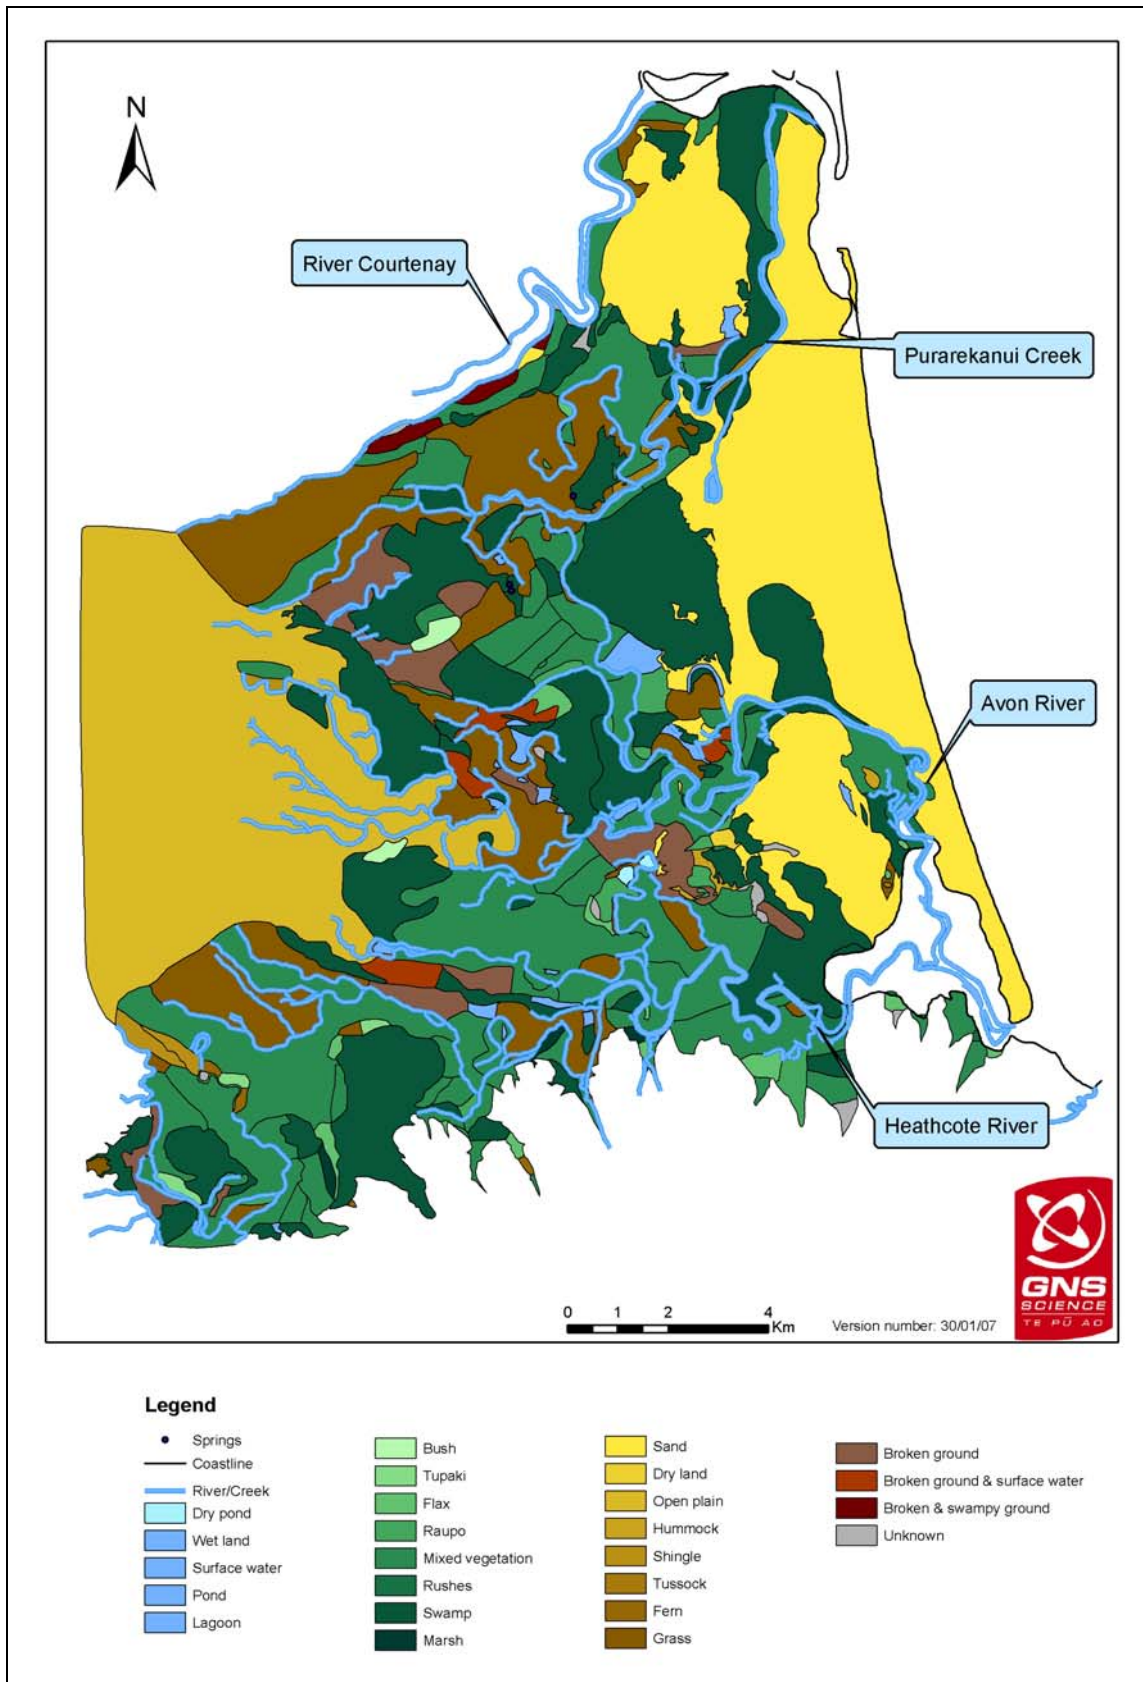 N
River Courtenay
Purarekanui Creek
Avon River
Heathcote River
GNS
SCIENCE
TE PŪ AO
0 1 2 4
Km
Version number: 30/01/07
Legend
Springs
Coastline
River/Creek
Dry pond
Wet land
Surface water
Pond
Lagoon
Bush
Tupaki
Flax
Raupo
Mixed vegetation
Rushes
Swamp
Marsh
Sand
Dry land
Open plain
Hummock
Shingle
Tussock
Fern
Grass
Broken ground
Broken ground & surface water
Broken & swampy ground
Unknown